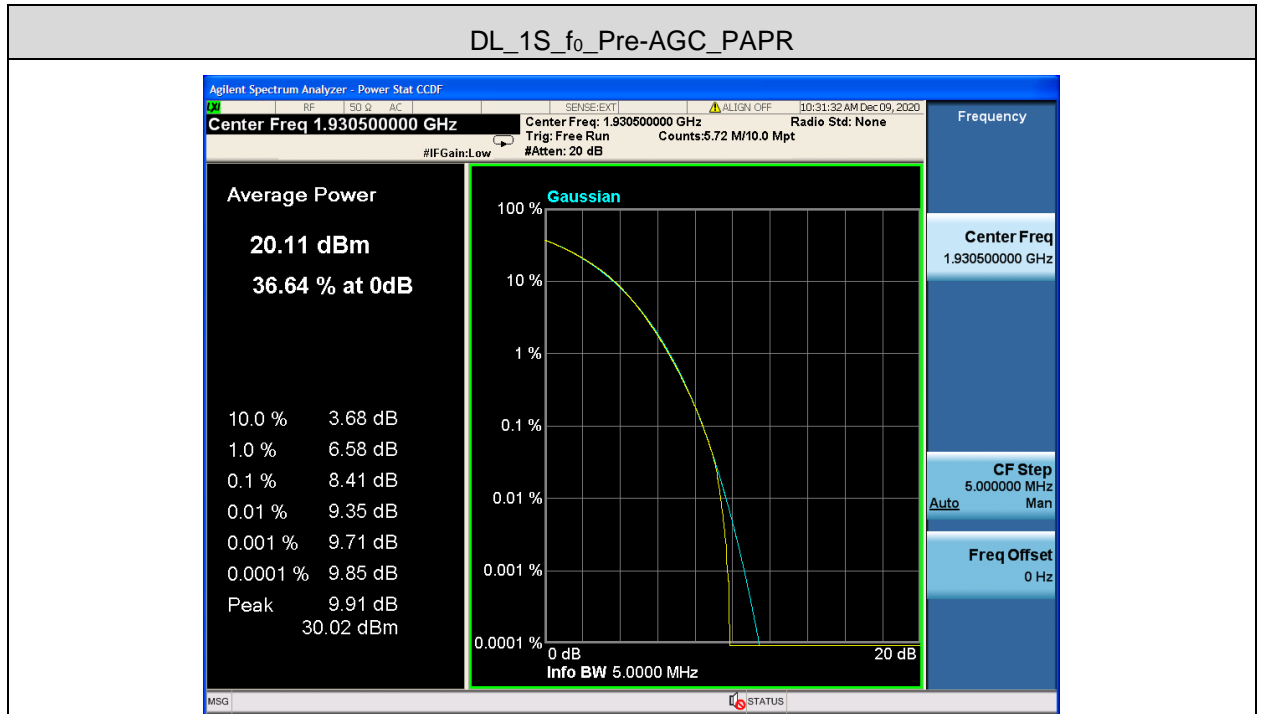 DL_1S_f0_Pre-AGC_PAPR
Agilent Spectrum Analyzer - Power Stat CCDF
LXI RF 50 Ω AC SENSE:EXT ALIGN OFF 10:31:32 AM Dec 09, 2020
Center Freq 1.930500000 GHz
Center Freq: 1.930500000 GHz Radio Std: None
Trig: Free Run Counts:5.72 M/10.0 Mpt
#IFGain:Low #Atten: 20 dB
Average Power
20.11 dBm
36.64 % at 0dB
10.0 % 3.68 dB
1.0 % 6.58 dB
0.1 % 8.41 dB
0.01 % 9.35 dB
0.001 % 9.71 dB
0.0001 % 9.85 dB
Peak 9.91 dB
30.02 dBm
Gaussian
100 %
10 %
1 %
0.1 %
0.01 %
0.001 %
0.0001 %
0 dB 20 dB
Info BW 5.0000 MHz
Frequency
Center Freq
1.930500000 GHz
CF Step
5.000000 MHz
Auto Man
Freq Offset
0 Hz
MSG STATUS